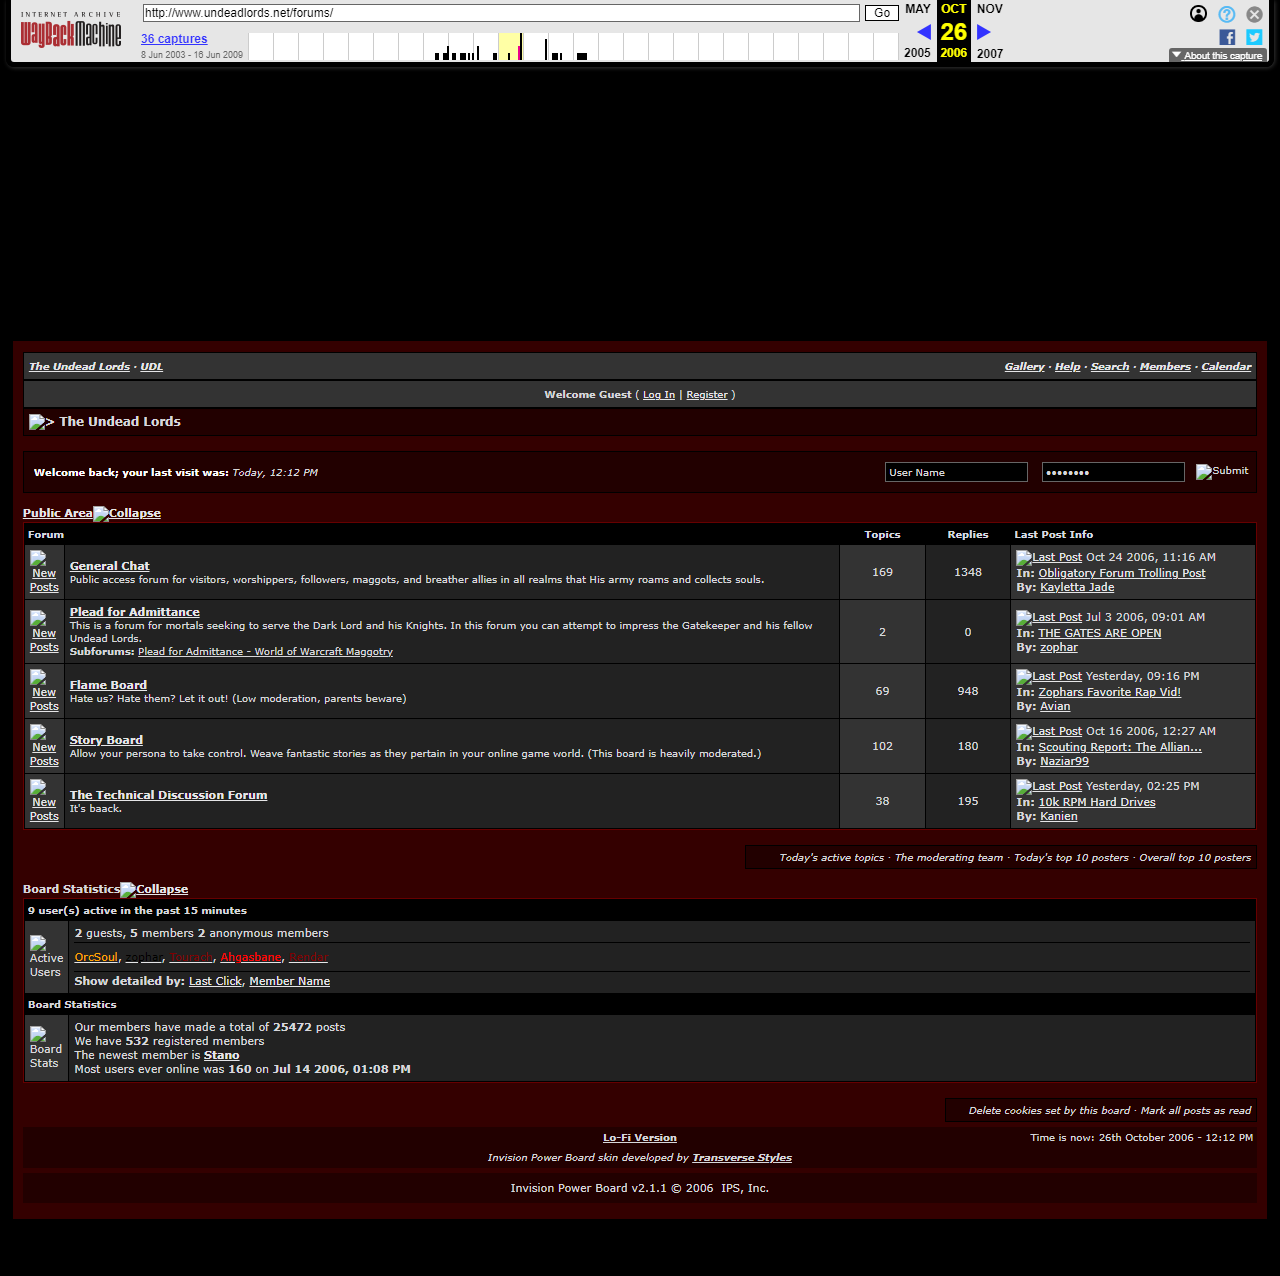 INTERNET ARCHIVE
WayBackMachine
http://www.undeadlords.net/forums/
Go
36 captures
8 Jun 2003 - 16 Jun 2009
MAY OCT NOV
26
2005 2006 2007
About this capture
The Undead Lords · UDL
Gallery · Help · Search · Members · Calendar
Welcome Guest ( Log In | Register )
> The Undead Lords
Welcome back; your last visit was: Today, 12:12 PM
User Name
••••••••
Submit
Public Area Collapse
Forum Topics Replies Last Post Info
New Posts
General Chat
Public access forum for visitors, worshippers, followers, maggots, and breather allies in all realms that His army roams and collects souls.
169
1348
Last Post Oct 24 2006, 11:16 AM
In: Obligatory Forum Trolling Post
By: Kayletta Jade
New Posts
Plead for Admittance
This is a forum for mortals seeking to serve the Dark Lord and his Knights. In this forum you can attempt to impress the Gatekeeper and his fellow
Undead Lords.
Subforums: Plead for Admittance - World of Warcraft Maggotry
2
0
Last Post Jul 3 2006, 09:01 AM
In: THE GATES ARE OPEN
By: zophar
New Posts
Flame Board
Hate us? Hate them? Let it out! (Low moderation, parents beware)
69
948
Last Post Yesterday, 09:16 PM
In: Zophars Favorite Rap Vid!
By: Avian
New Posts
Story Board
Allow your persona to take control. Weave fantastic stories as they pertain in your online game world. (This board is heavily moderated.)
102
180
Last Post Oct 16 2006, 12:27 AM
In: Scouting Report: The Allian...
By: Naziar99
New Posts
The Technical Discussion Forum
It's baack.
38
195
Last Post Yesterday, 02:25 PM
In: 10k RPM Hard Drives
By: Kanien
Today's active topics · The moderating team · Today's top 10 posters · Overall top 10 posters
Board Statistics Collapse
9 user(s) active in the past 15 minutes
Active Users
2 guests, 5 members 2 anonymous members
OrcSoul, zophar, Ahgasbane,
Show detailed by: Last Click, Member Name
Board Statistics
Board Stats
Our members have made a total of 25472 posts
We have 532 registered members
The newest member is Stano
Most users ever online was 160 on Jul 14 2006, 01:08 PM
Delete cookies set by this board · Mark all posts as read
Lo-Fi Version
Time is now: 26th October 2006 - 12:12 PM
Invision Power Board skin developed by Transverse Styles
Invision Power Board v2.1.1 © 2006 IPS, Inc.